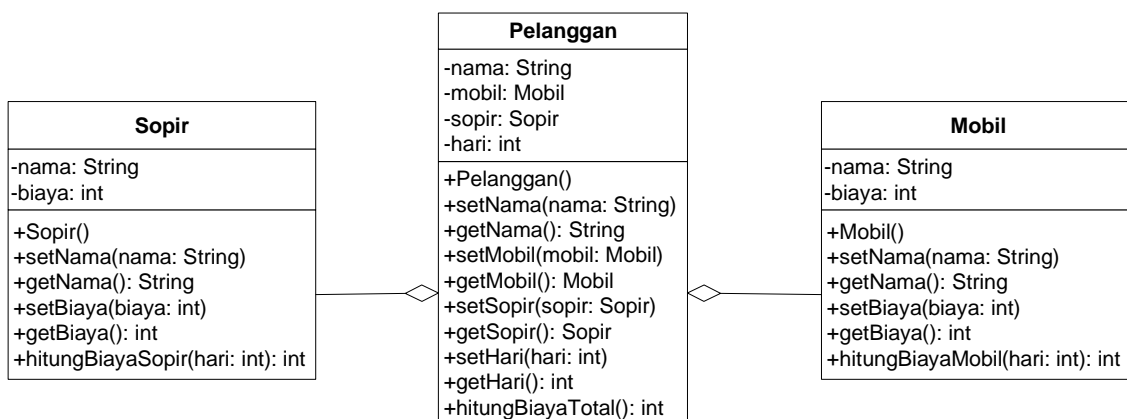 Sopir
-nama: String
-biaya: int
+Sopir()
+setNama(nama: String)
+getNama(): String
+setBiaya(biaya: int)
+getBiaya(): int
+hitungBiayaSopir(hari: int): int
Pelanggan
-nama: String
-mobil: Mobil
-sopir: Sopir
-hari: int
+Pelanggan()
+setNama(nama: String)
+getNama(): String
+setMobil(mobil: Mobil)
+getMobil(): Mobil
+setSopir(sopir: Sopir)
+getSopir(): Sopir
+setHari(hari: int)
+getHari(): int
+hitungBiayaTotal(): int
Mobil
-nama: String
-biaya: int
+Mobil()
+setNama(nama: String)
+getNama(): String
+setBiaya(biaya: int)
+getBiaya(): int
+hitungBiayaMobil(hari: int): int